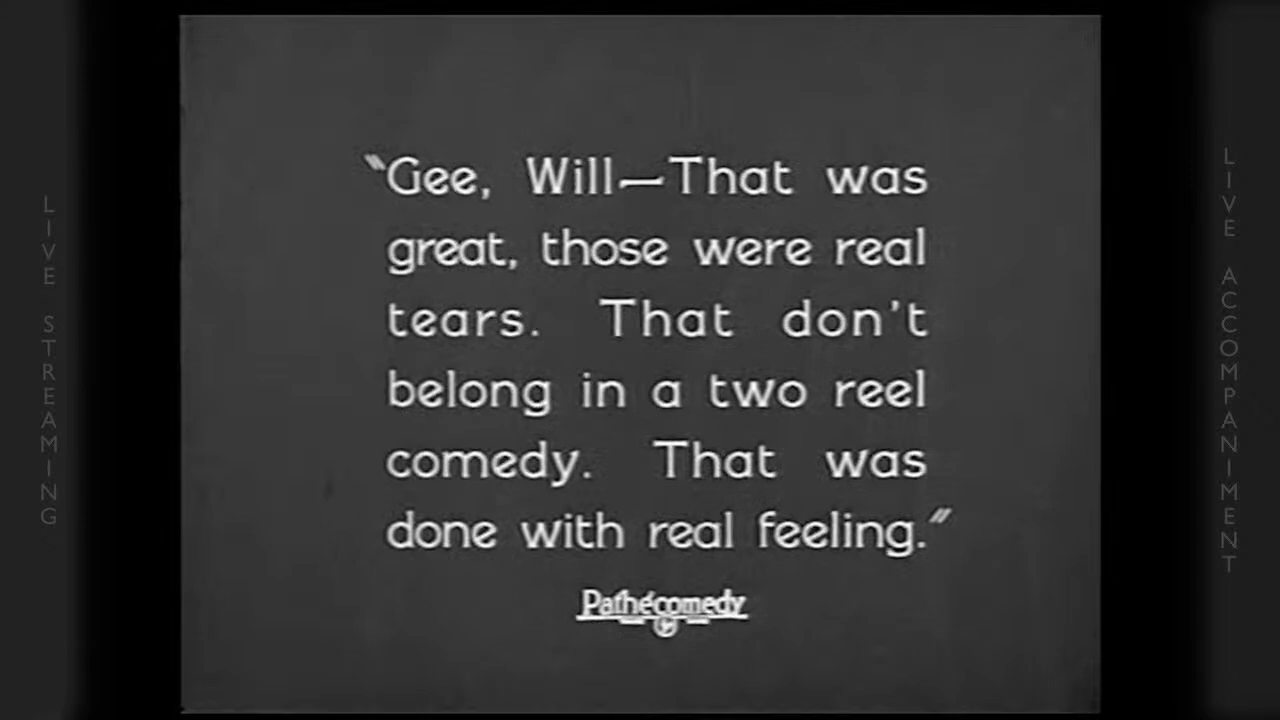 "Gee, Will—That was
great, those were real
tears. That don't
belong in a two reel
comedy. That was
done with real feeling."
Pathécomedy
LIVE STREAMING
LIVE ACCOMPANIMENT